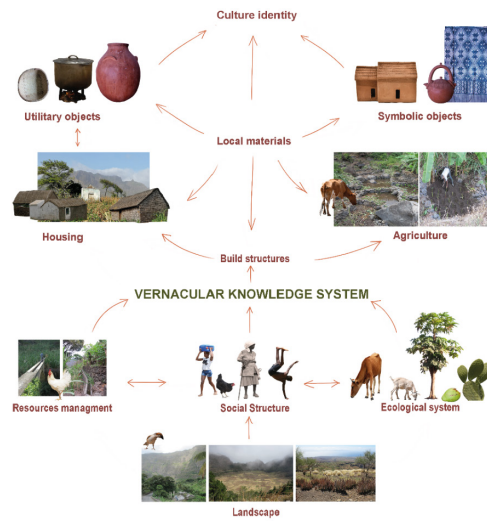 Culture identity
Utilitary objects
Symbolic objects
Local materials
Housing
Agriculture
Build structures
VERNACULAR KNOWLEDGE SYSTEM
Resources managment
Social Structure
Ecological system
Landscape